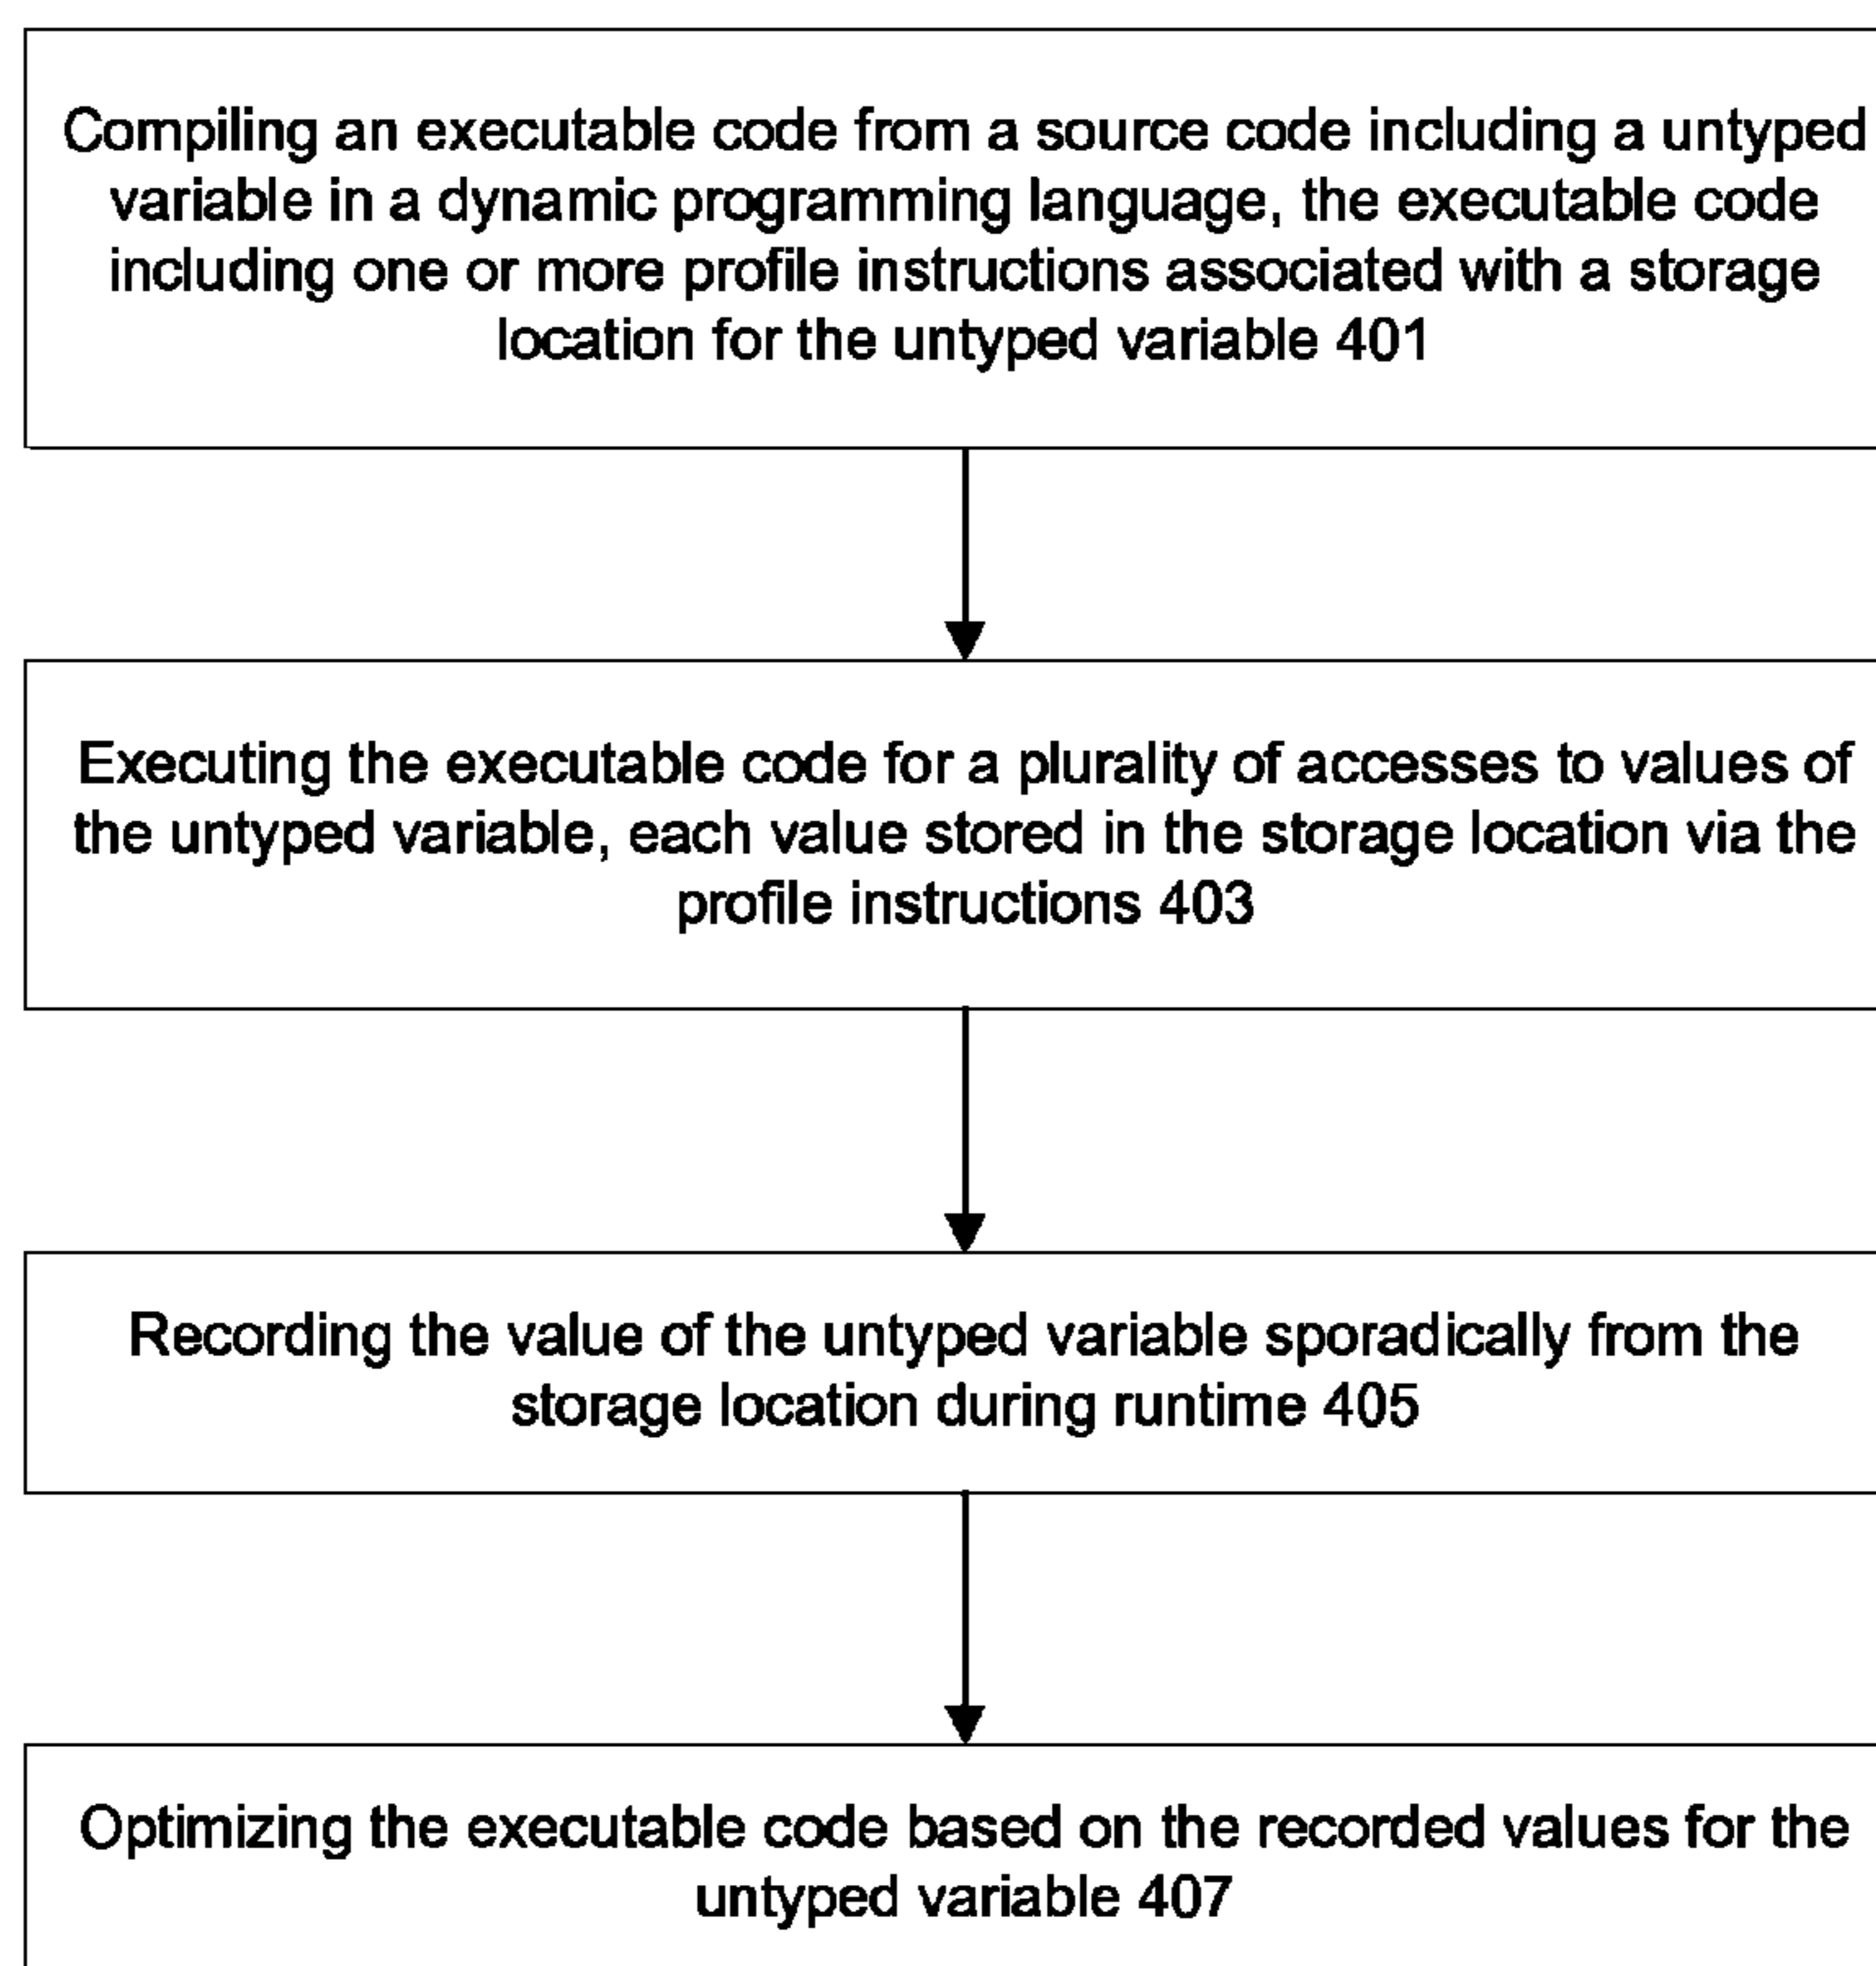 Compiling an executable code from a source code including a untyped
variable in a dynamic programming language, the executable code
including one or more profile instructions associated with a storage
location for the untyped variable 401
Executing the executable code for a plurality of accesses to values of
the untyped variable, each value stored in the storage location via the
profile instructions 403
Recording the value of the untyped variable sporadically from the
storage location during runtime 405
Optimizing the executable code based on the recorded values for the
untyped variable 407